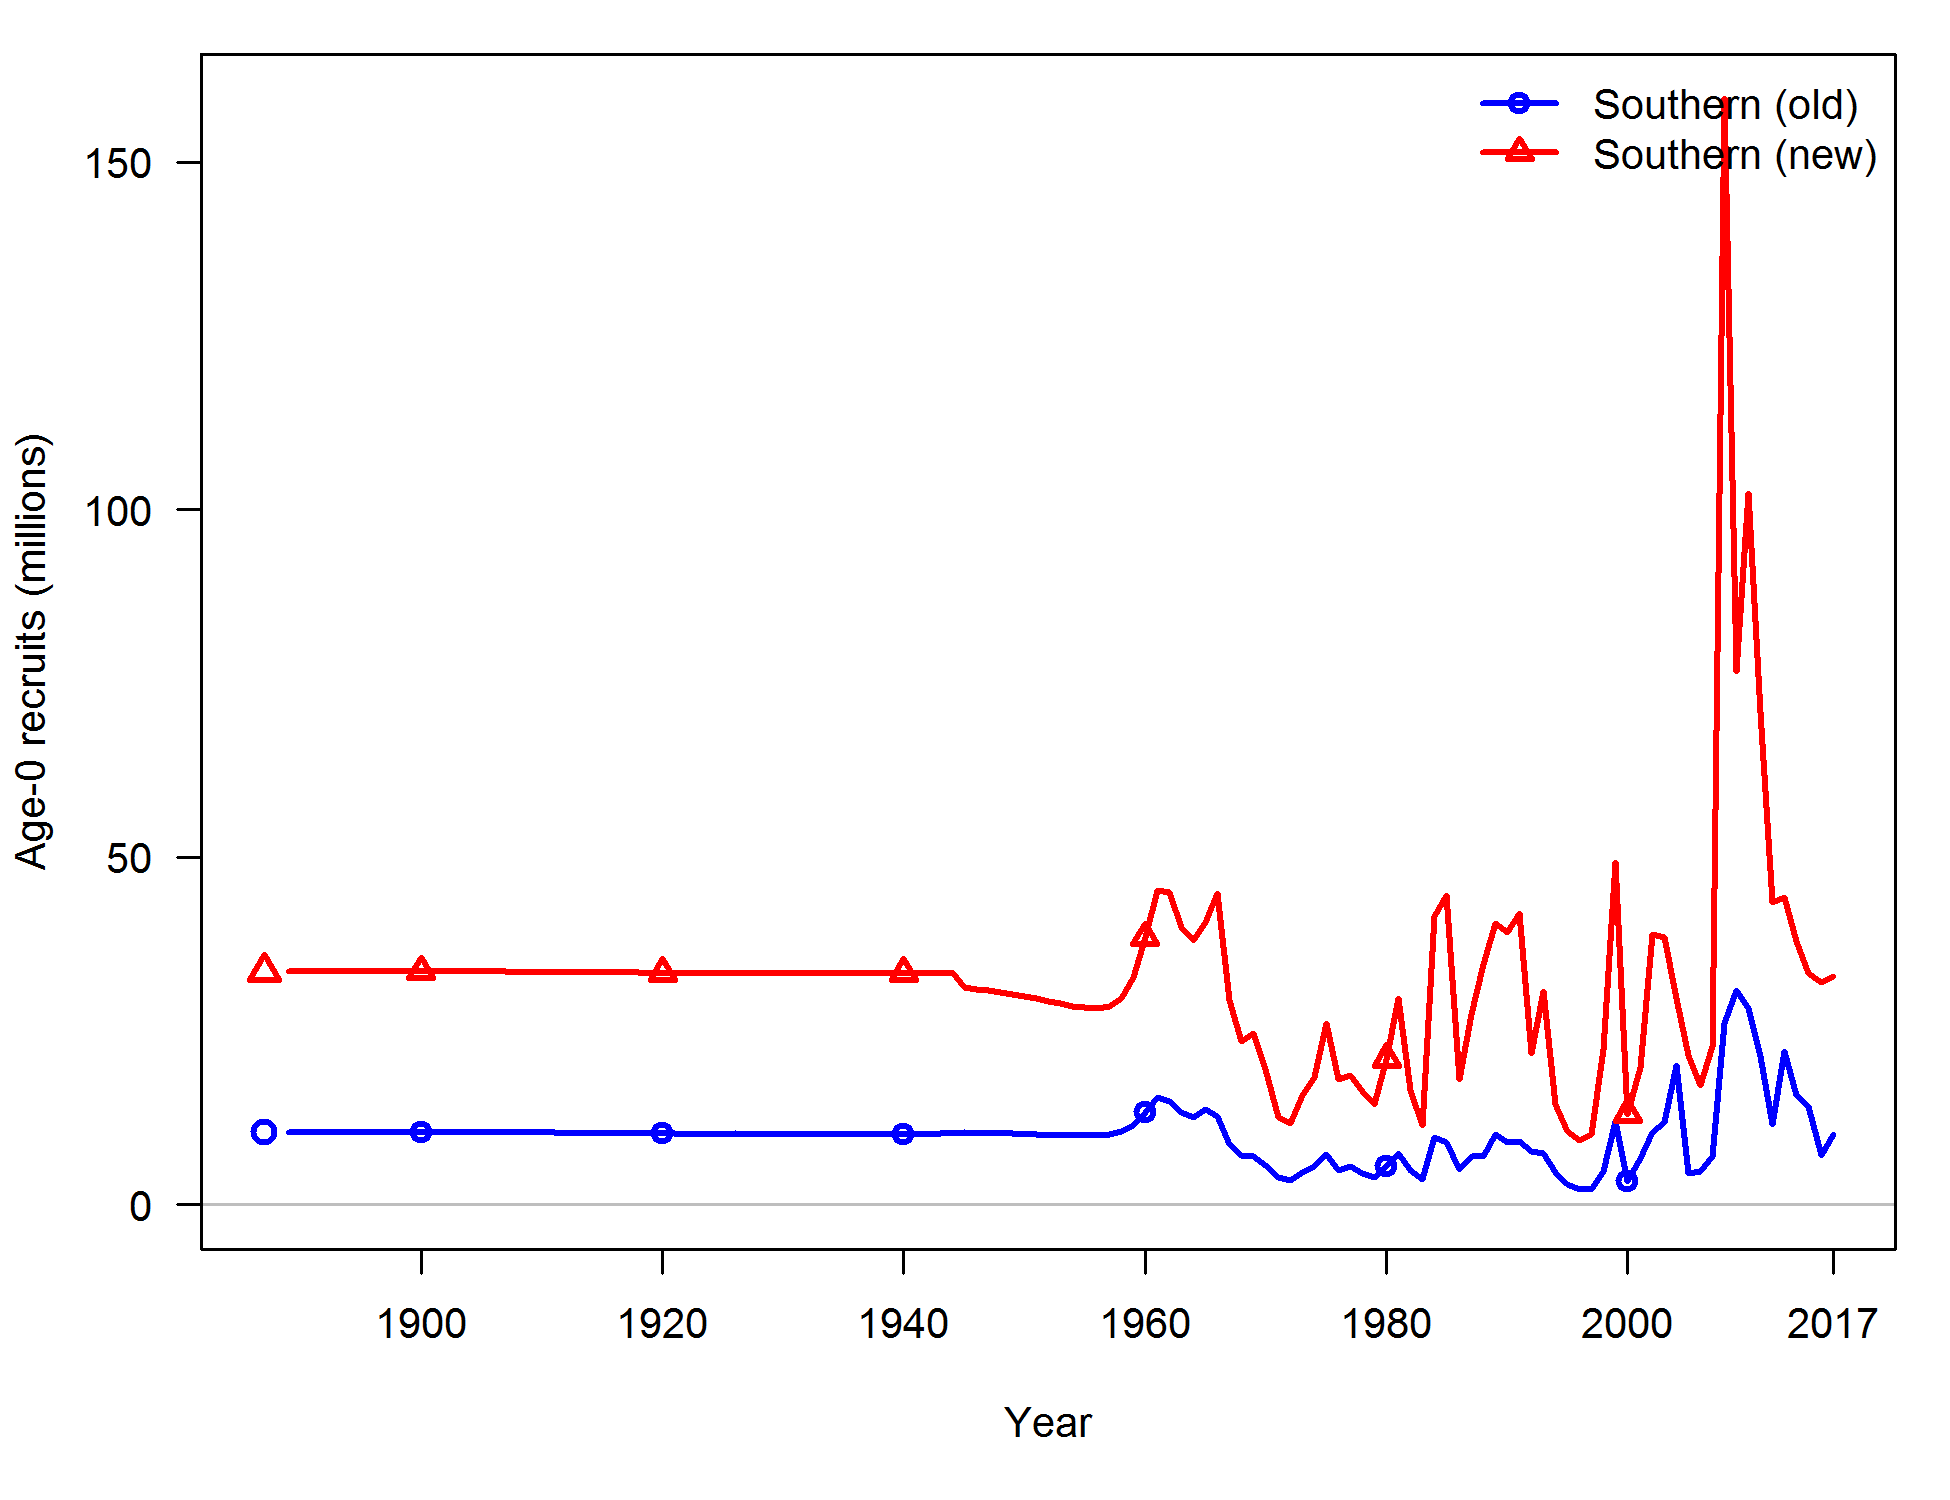 Southern (old)
Southern (new)
150
100
50
0
Age-0 recruits (millions)
1900 1920 1940 1960 1980 2000 2017
Year